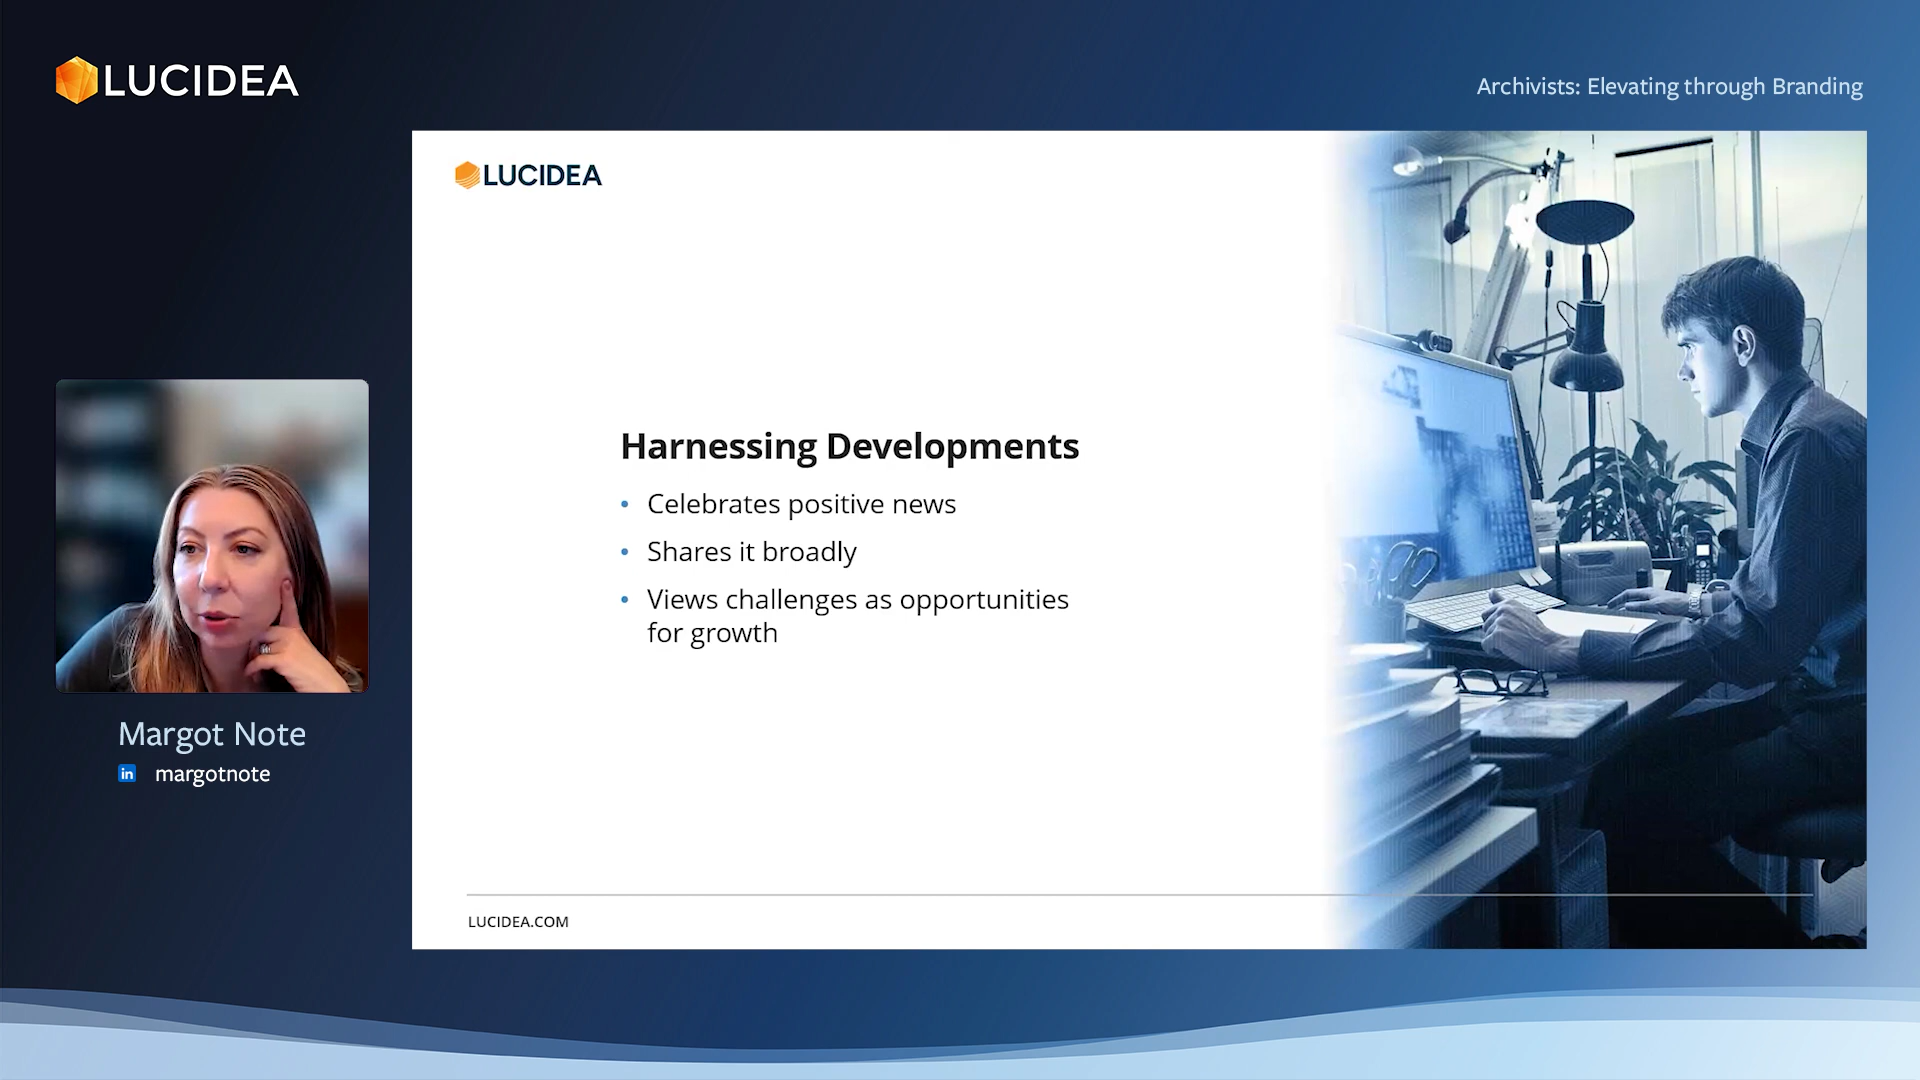 LUCIDEA
Archivists: Elevating through Branding
LUCIDEA
Harnessing Developments
• Celebrates positive news
• Shares it broadly
• Views challenges as opportunities
for growth
Margot Note
in margotnote
LUCIDEA.COM